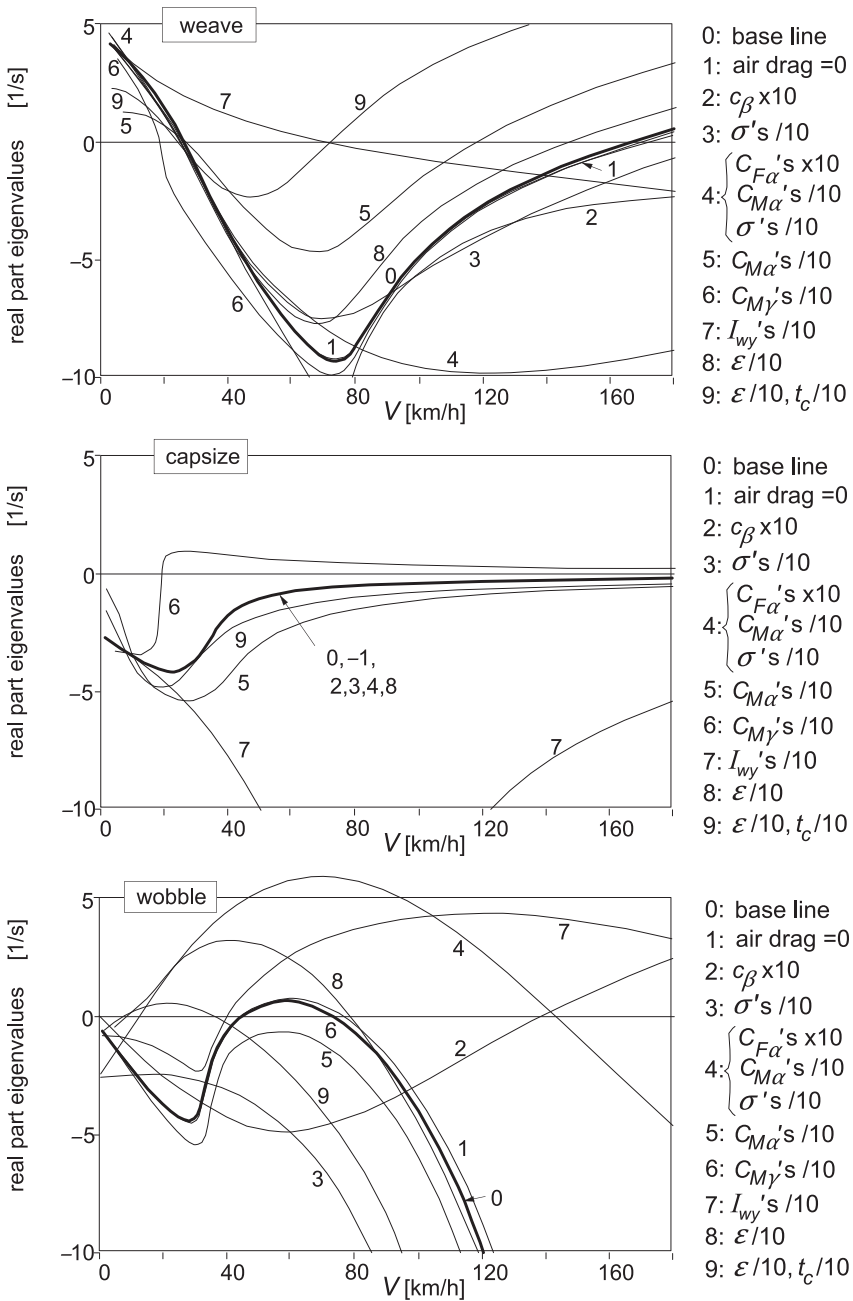 weave
real part eigenvalues [1/s]
5
0
−5
−10
4
6
9
5
7
9
1
5
8
0
2
3
6
1
4
0 40 80 120 160
V [km/h]
0: base line
1: air drag =0
2: cβ x10
3: σ's /10
4: { CFα's x10
CMα's /10
σ's /10
5: CMα's /10
6: CMγ's /10
7: Iwy's /10
8: ε/10
9: ε/10, tc/10
capsize
real part eigenvalues [1/s]
5
0
−5
−10
6
9
0, −1,
2,3,4,8
5
7
7
0 40 80 120 160
V [km/h]
0: base line
1: air drag =0
2: cβ x10
3: σ's /10
4: { CFα's x10
CMα's /10
σ's /10
5: CMα's /10
6: CMγ's /10
7: Iwy's /10
8: ε/10
9: ε/10, tc/10
wobble
real part eigenvalues [1/s]
5
0
−5
−10
4
7
8
6
5
2
9
1
3
0
0 40 80 120 160
V [km/h]
0: base line
1: air drag =0
2: cβ x10
3: σ's /10
4: { CFα's x10
CMα's /10
σ's /10
5: CMα's /10
6: CMγ's /10
7: Iwy's /10
8: ε/10
9: ε/10, tc/10